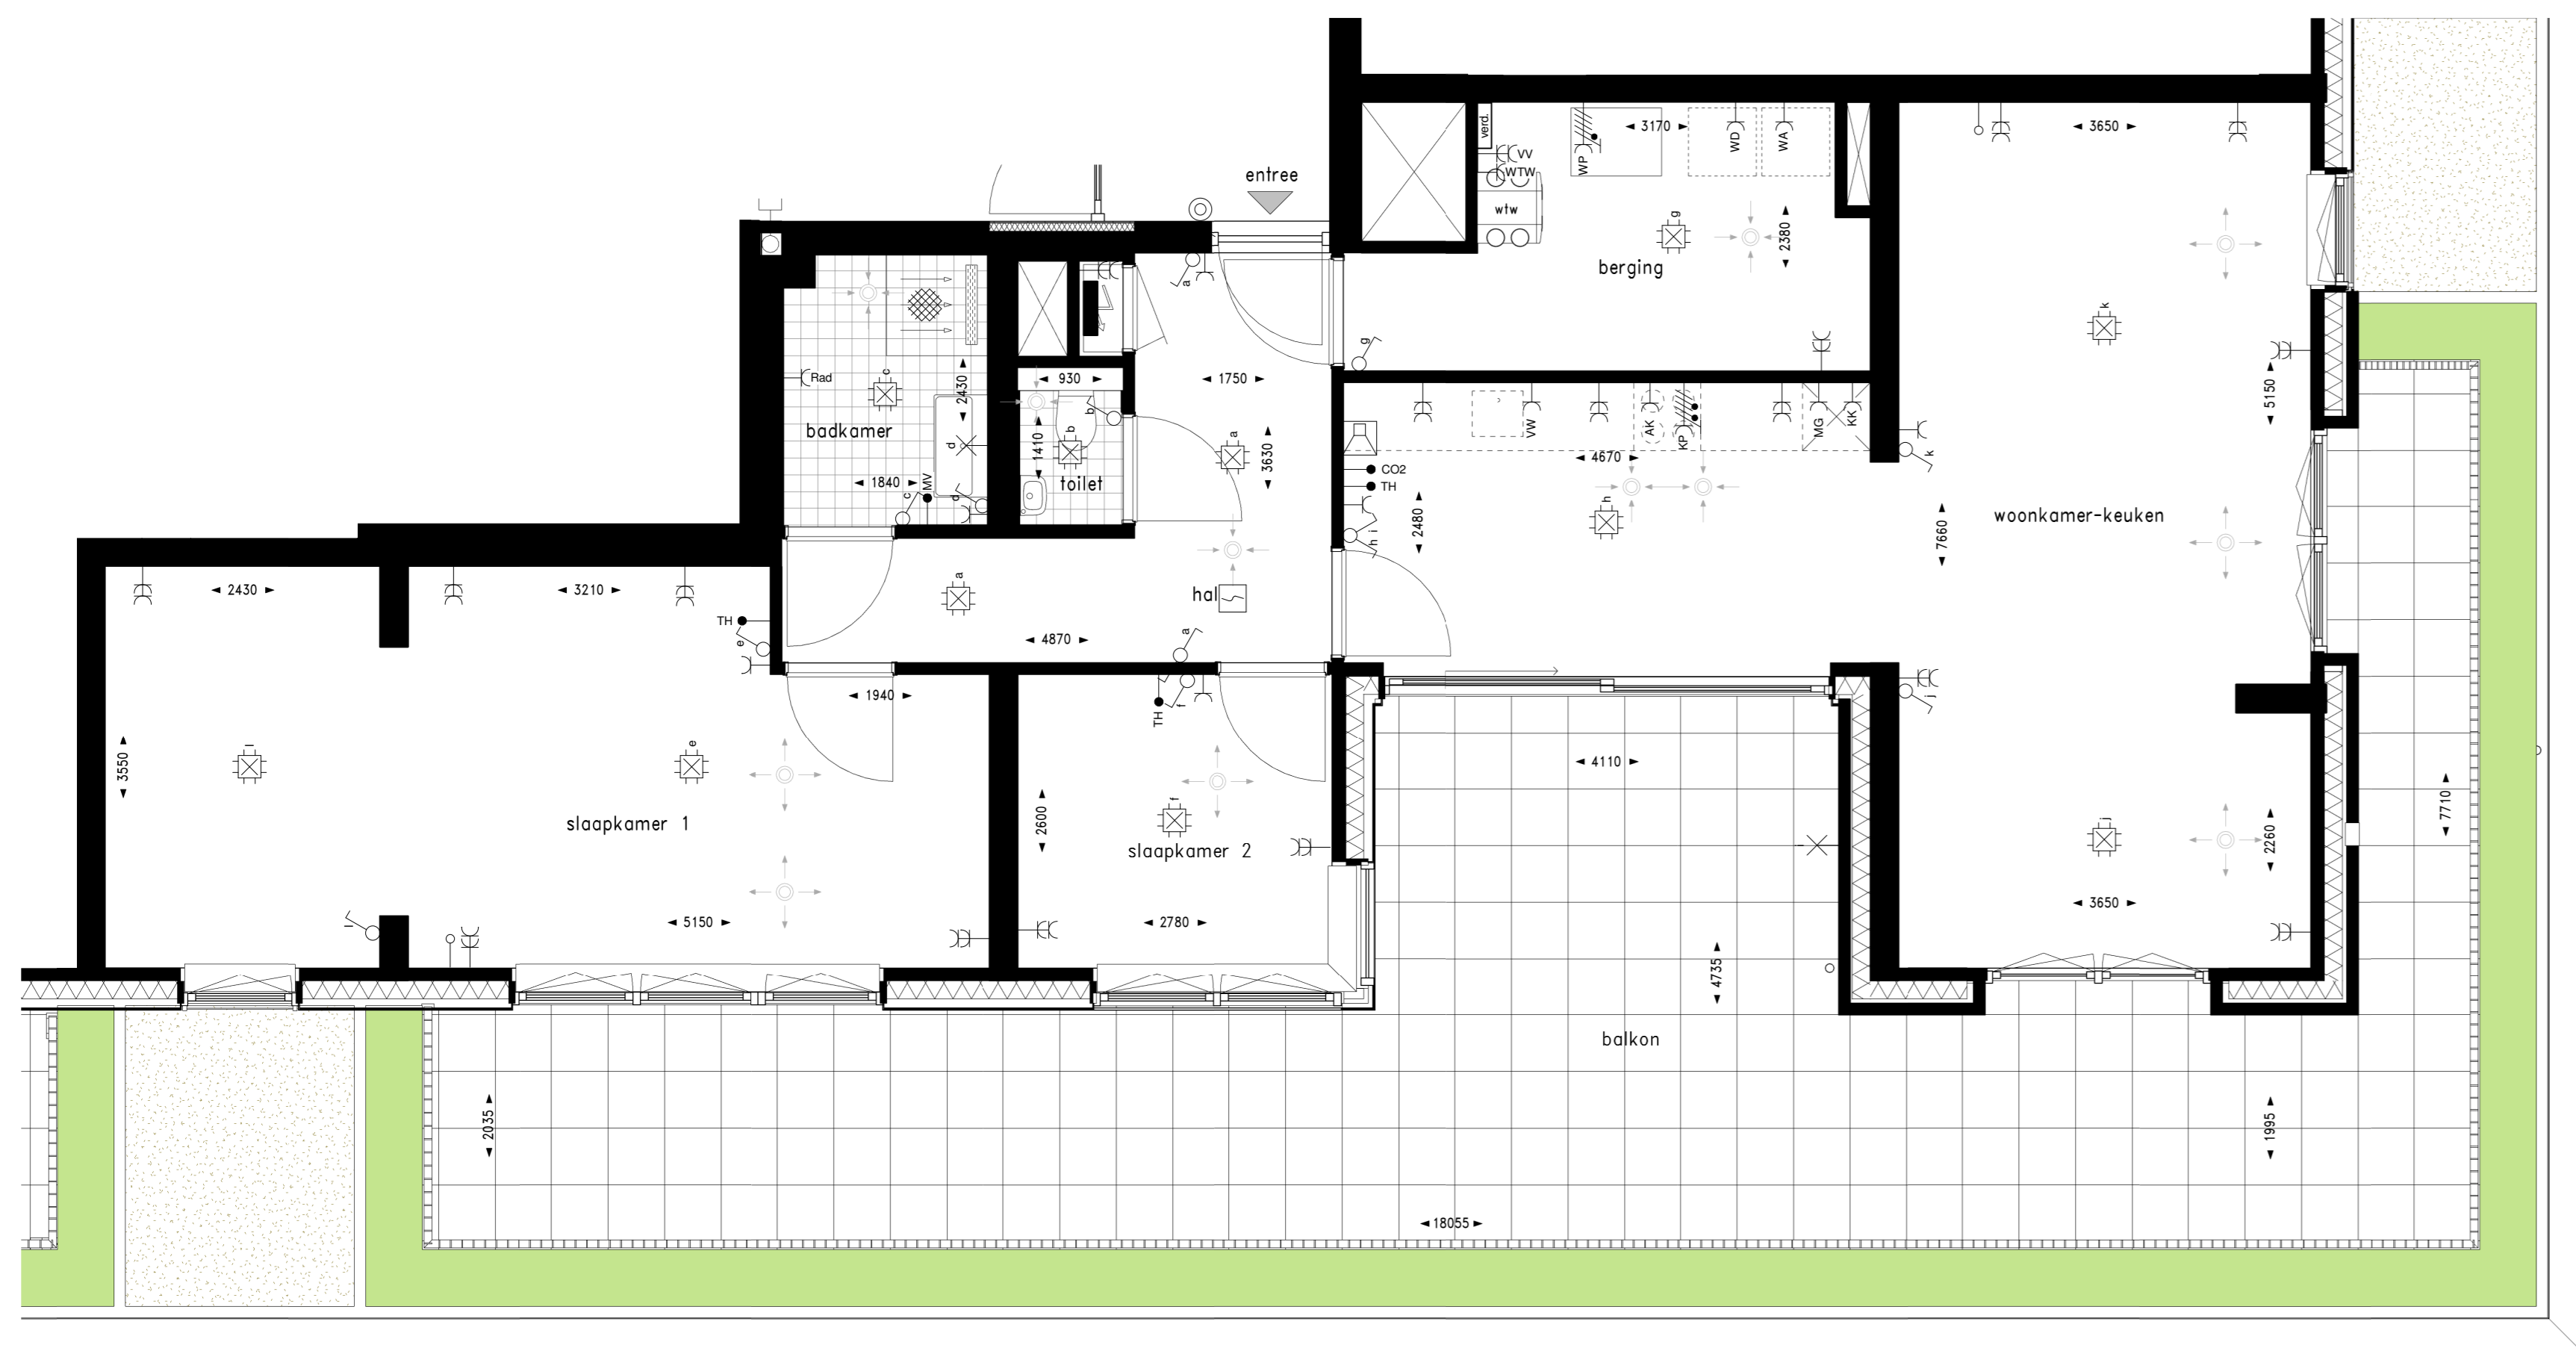 entree
verd.
VV
WTW
wtw
WP
3170
WD
WA
g
2380
berging
3650
k
5150
a
g
Rad
c
2430
badkamer
d
1840
c
MV
d
930
b
b
1410
toilet
1750
a
3630
VW
AK
KP
MG
KK
4670
CO2
TH
h i
2480
h
k
7660
woonkamer-keuken
2430
3210
TH
e
a
hal
4870
a
1940
TH
f
j
3550
l
e
slaapkamer 1
2600
f
slaapkamer 2
4110
i
j
2260
7710
l
5150
2780
3650
4735
balkon
2035
1995
18055